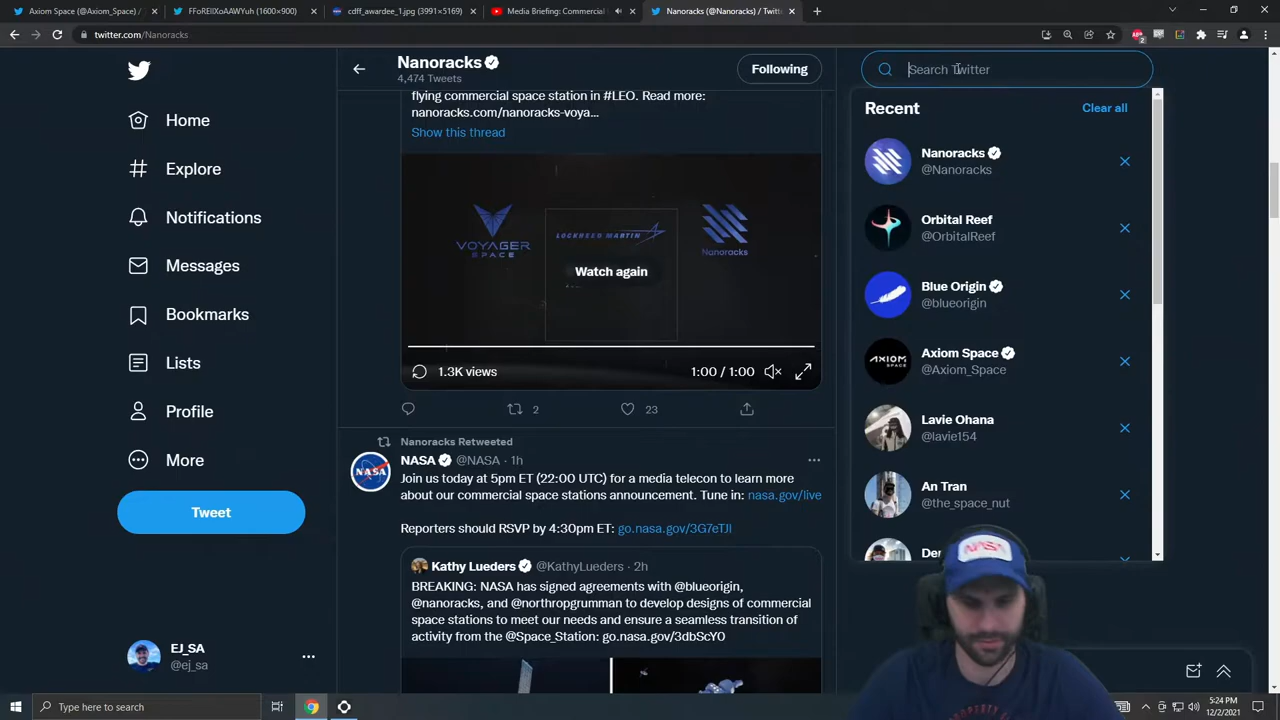 Axiom Space (@Axiom_Space) /
FFoRElIXoAAWYuh (1600×900)
cdff_awardee_1.jpg (3991×5169)
Media Briefing: Commercial
Nanoracks (@Nanoracks) / Twitt
twitter.com/Nanoracks
2
Nanoracks
4,474 Tweets
Following
Search Twitter
Home
Explore
Notifications
Messages
Bookmarks
Lists
Profile
More
Tweet
EJ_SA
@ej_sa
flying commercial space station in #LEO. Read more:
nanoracks.com/nanoracks-voya...
Show this thread
VOYAGER
SPACE
LOCKHEED MARTIN
Nanoracks
Watch again
1.3K views
1:00 / 1:00
2
23
Nanoracks Retweeted
NASA @NASA · 1h
Join us today at 5pm ET (22:00 UTC) for a media telecon to learn more
about our commercial space stations announcement. Tune in: nasa.gov/live
Reporters should RSVP by 4:30pm ET: go.nasa.gov/3G7eTJl
Kathy Lueders @KathyLueders · 2h
BREAKING: NASA has signed agreements with @blueorigin,
@nanoracks, and @northropgrumman to develop designs of commercial
space stations to meet our needs and ensure a seamless transition of
activity from the @Space_Station: go.nasa.gov/3dbScY0
Recent
Clear all
Nanoracks
@Nanoracks
Orbital Reef
@OrbitalReef
Blue Origin
@blueorigin
AXIOM
SPACE
Axiom Space
@Axiom_Space
Lavie Ohana
@lavie154
An Tran
@the_space_nut
NASA
Type here to search
5:24 PM
12/2/2021